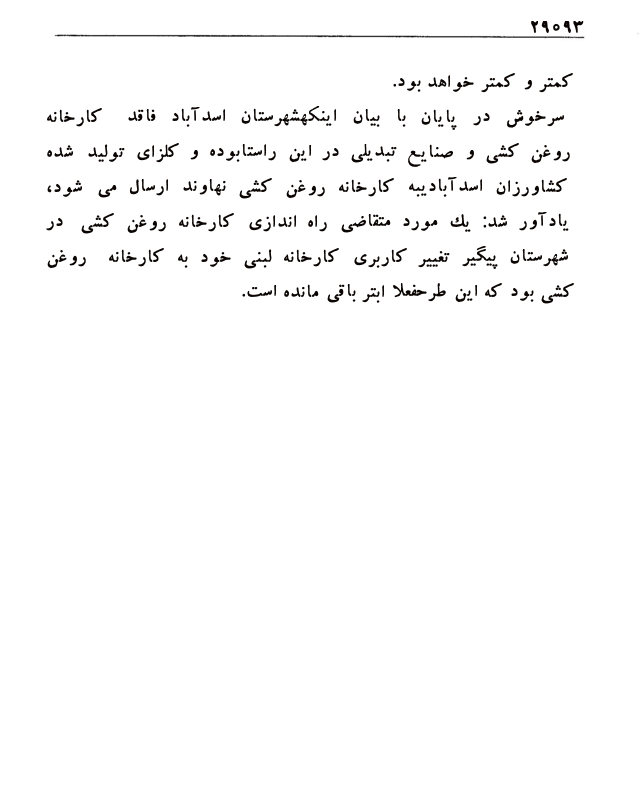 ۲۹۰۹۳
کمتر و کمتر خواهد بود.
سرخوش در پایان با بیان اینکهشهرستان اسدآباد فاقد کارخانه
روغن کشی و صنایع تبدیلی در این راستابوده و کلزای تولید شده
کشاورزان اسدآبادیبه کارخانه روغن کشی نهاوند ارسال می شود،
یادآور شد: یك مورد متقاضی راه اندازی کارخانه روغن کشی در
شهرستان پیگیر تغییر کاربری کارخانه لبنی خود به کارخانه روغن
کشی بود که این طرحفعلا ابتر باقی مانده است.